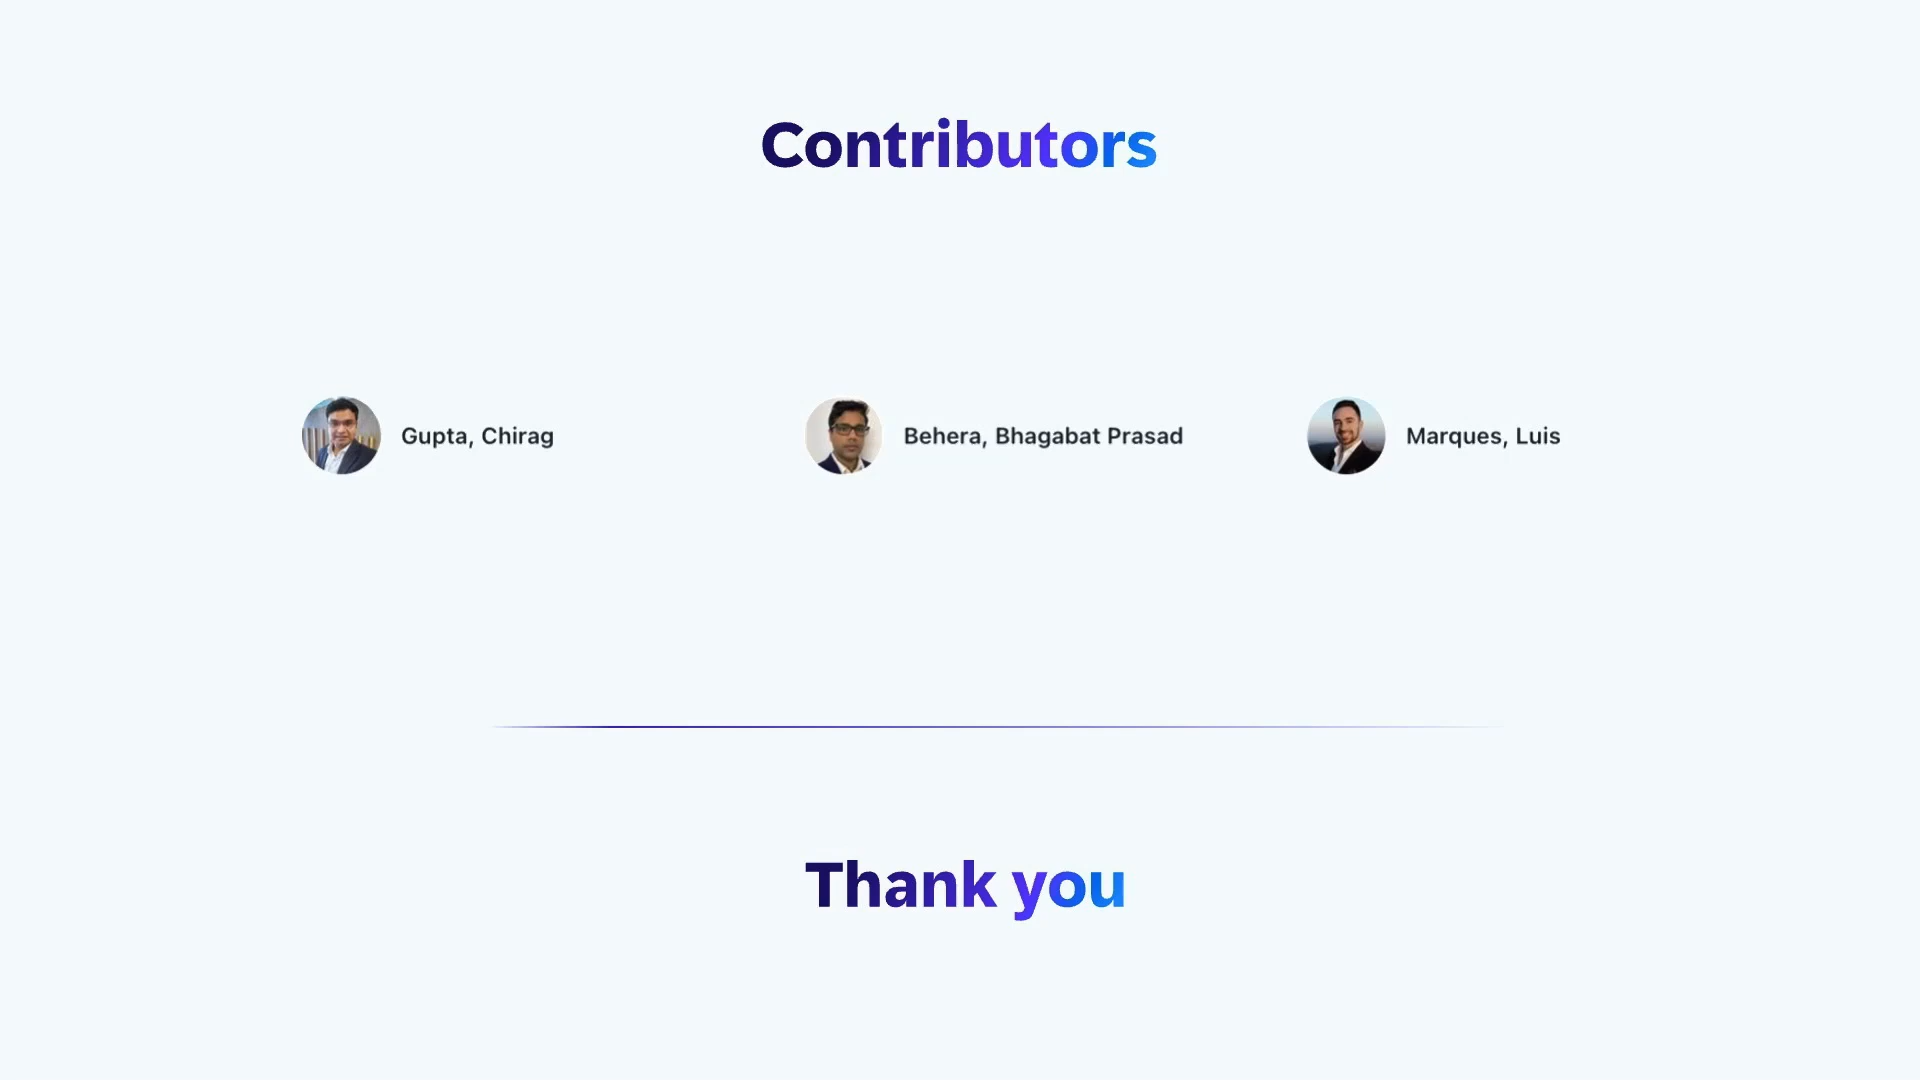 Contributors
Gupta, Chirag
Behera, Bhagabat Prasad
Marques, Luis
Thank you